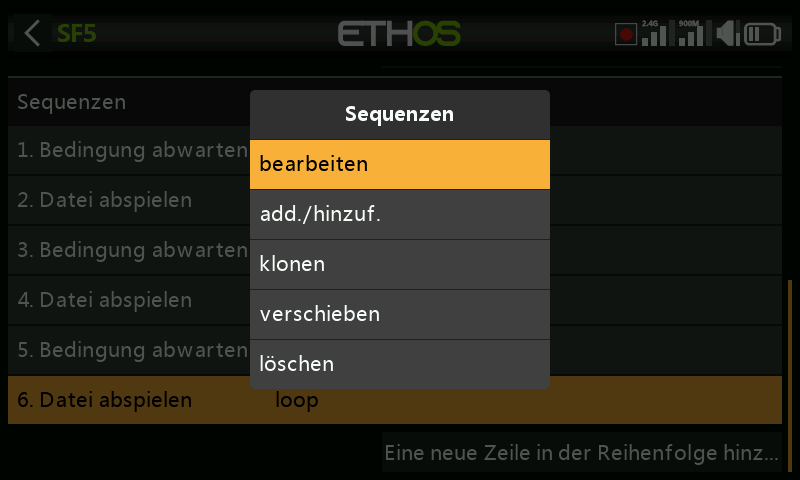 SF5
ETHOS
2.4G
900M
Sequenzen
1. Bedingung abwarten
2. Datei abspielen
3. Bedingung abwarten
4. Datei abspielen
5. Bedingung abwarten
6. Datei abspielen loop
Eine neue Zeile in der Reihenfolge hinz...
Sequenzen
bearbeiten
add./hinzuf.
klonen
verschieben
löschen